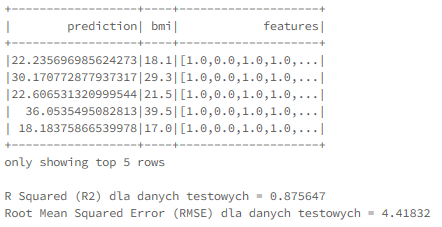 +------------------+----+--------------------+
|        prediction| bmi|            features|
+------------------+----+--------------------+
|22.235696985624273|18.1|[1.0,0.0,1.0,1.0,...|
|30.170772877937317|29.3|[1.0,0.0,1.0,1.0,...|
|22.606531320999544|21.5|[1.0,0.0,1.0,1.0,...|
|  36.0535495082813|39.5|[1.0,0.0,1.0,1.0,...|
| 18.18375866539978|17.0|[1.0,0.0,1.0,1.0,...|
+------------------+----+--------------------+
only showing top 5 rows

R Squared (R2) dla danych testowych = 0.875647
Root Mean Squared Error (RMSE) dla danych testowych = 4.41832